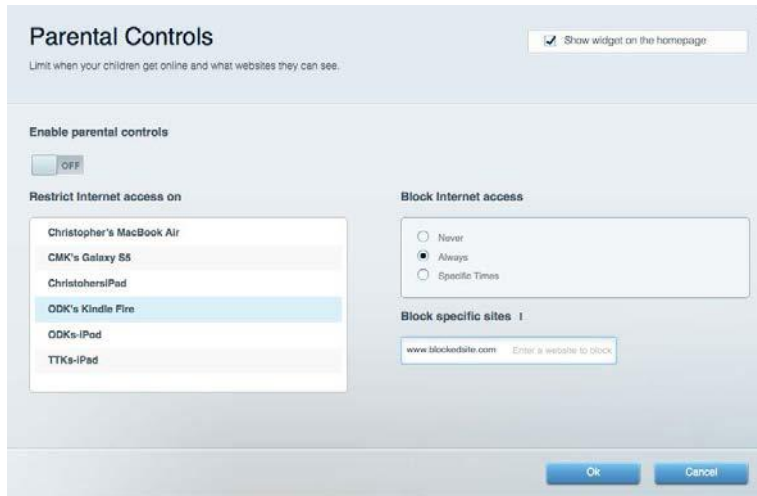 Parental Controls
Show widget on the homepage
Limit when your children get online and what websites they can see.
Enable parental controls
OFF
Restrict Internet access on
Christopher's MacBook Air
CMK's Galaxy S5
ChristohersiPad
ODK's Kindle Fire
ODKs-iPod
TTKs-iPad
Block Internet access
Never
Always
Specific Times
Block specific sites
www.blockedsite.com Enter a website to block
Ok Cancel